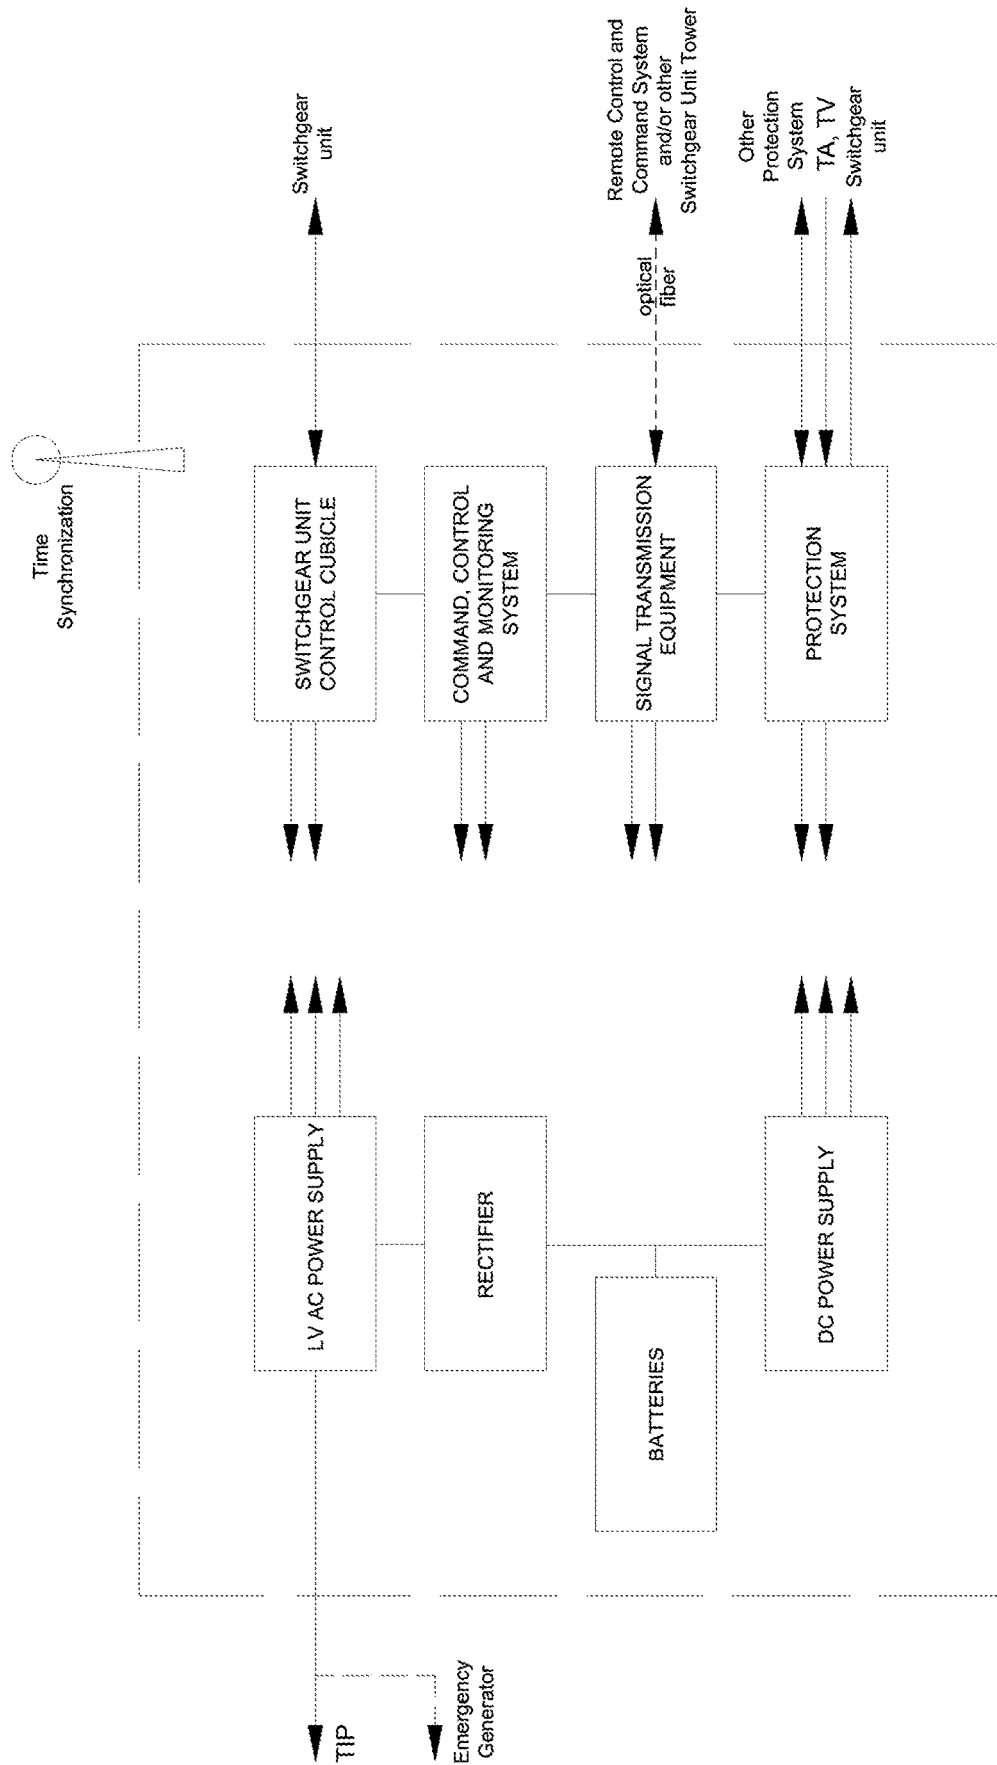 Time
Synchronization
Switchgear
unit
Remote Control and
Command System
and/or other
Switchgear Unit Tower
optical
fiber
Other
Protection
System
TA, TV
Switchgear
unit
SWITCHGEAR UNIT
CONTROL CUBICLE
COMMAND, CONTROL
AND MONITORING
SYSTEM
SIGNAL TRANSMISSION
EQUIPMENT
PROTECTION
SYSTEM
LV AC POWER SUPPLY
RECTIFIER
BATTERIES
DC POWER SUPPLY
TIP
Emergency
Generator